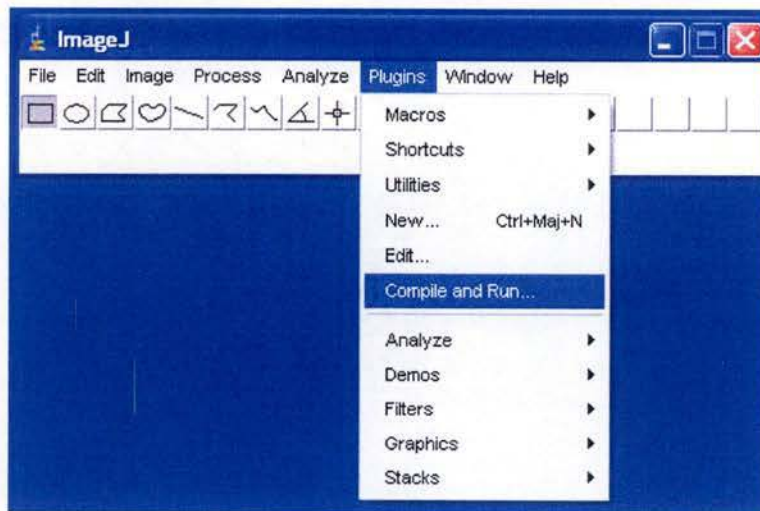 ImageJ
File Edit Image Process Analyze Plugins Window Help
Macros
Shortcuts
Utilities
New... Ctrl+Maj+N
Edit...
Compile and Run...
Analyze
Demos
Filters
Graphics
Stacks